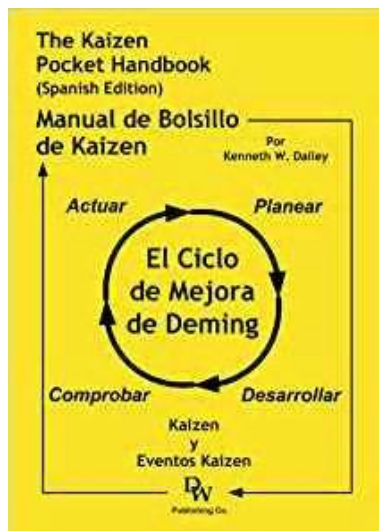 The Kaizen
Pocket Handbook
(Spanish Edition)
Manual de Bolsillo
de Kaizen
Por
Kenneth W. Dailey
Actuar
Planear
El Ciclo
de Mejora
de Deming
Comprobar
Desarrollar
Kaizen
y
Eventos Kaizen
DW
Publishing Co.